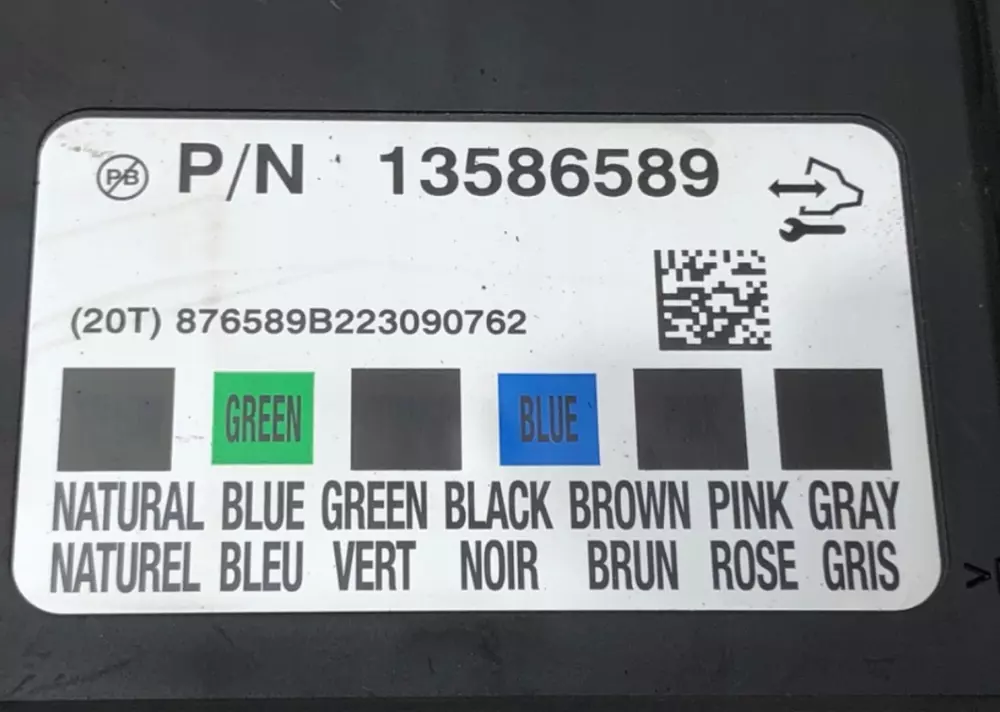 PB P/N 13586589
(20T) 876589B223090762
GREEN BLUE
NATURAL BLUE GREEN BLACK BROWN PINK GRAY
NATUREL BLEU VERT NOIR BRUN ROSE GRIS